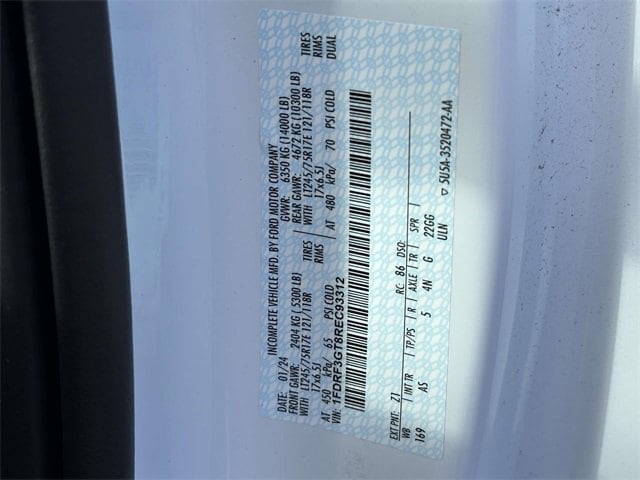 INCOMPLETE VEHICLE MFD. BY FORD MOTOR COMPANY
DATE: 01/24 GVWR: 6350 KG (14000 LB)
FRONT GAWR: 2404 KG (5300 LB) REAR GAWR: 4672 KG (10300 LB)
WITH LT245/75R17E 121/118R TIRES WITH LT245/75R17E 121/118R TIRES
17x6.5J RIMS 17x6.5J RIMS
AT 450 kPa/ 65 PSI COLD AT 480 kPa/ 70 PSI COLD DUAL
VIN: 1FDRF3GT8REC93312
EXT PNT: Z1 RC: 86 DSO:
WB INT TR TP/PS R AXLE TR SPR
169 AS 5 4N G 22GG
ULN
▽ 5U5A-3520472-AA